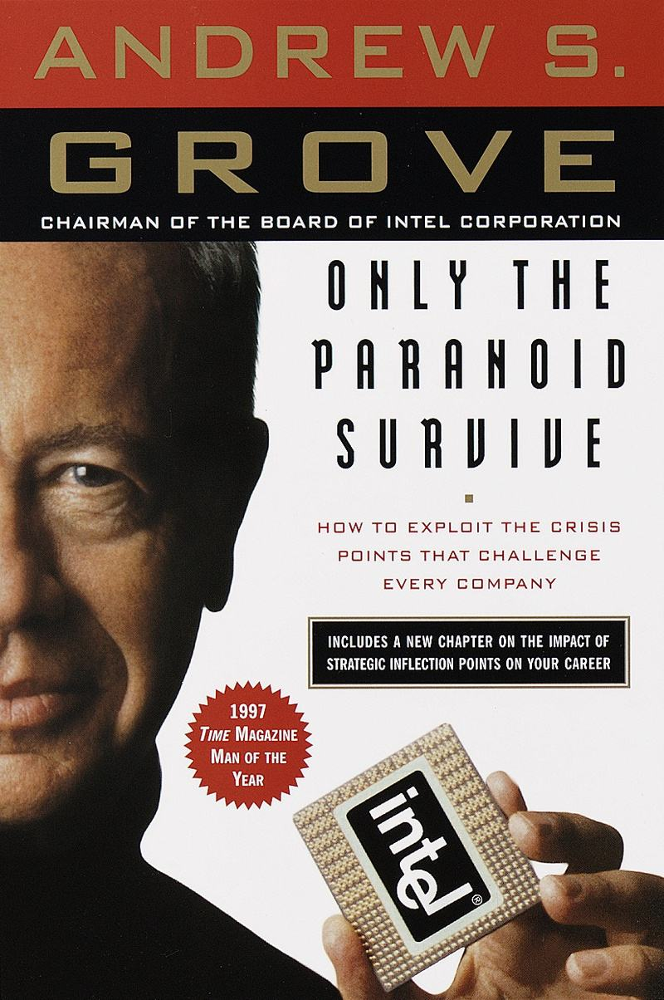 ANDREW S.
GROVE
CHAIRMAN OF THE BOARD OF INTEL CORPORATION
ONLY THE
PARANOID
SURVIVE
HOW TO EXPLOIT THE CRISIS
POINTS THAT CHALLENGE
EVERY COMPANY
INCLUDES A NEW CHAPTER ON THE IMPACT OF
STRATEGIC INFLECTION POINTS ON YOUR CAREER
1997
TIME MAGAZINE
MAN OF THE
YEAR
intel®